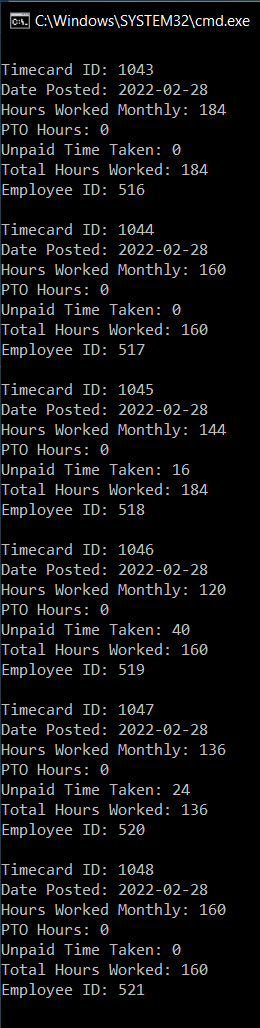 C:\Windows\SYSTEM32\cmd.exe
Timecard ID: 1043
Date Posted: 2022-02-28
Hours Worked Monthly: 184
PTO Hours: 0
Unpaid Time Taken: 0
Total Hours Worked: 184
Employee ID: 516
Timecard ID: 1044
Date Posted: 2022-02-28
Hours Worked Monthly: 160
PTO Hours: 0
Unpaid Time Taken: 0
Total Hours Worked: 160
Employee ID: 517
Timecard ID: 1045
Date Posted: 2022-02-28
Hours Worked Monthly: 144
PTO Hours: 0
Unpaid Time Taken: 16
Total Hours Worked: 184
Employee ID: 518
Timecard ID: 1046
Date Posted: 2022-02-28
Hours Worked Monthly: 120
PTO Hours: 0
Unpaid Time Taken: 40
Total Hours Worked: 160
Employee ID: 519
Timecard ID: 1047
Date Posted: 2022-02-28
Hours Worked Monthly: 136
PTO Hours: 0
Unpaid Time Taken: 24
Total Hours Worked: 136
Employee ID: 520
Timecard ID: 1048
Date Posted: 2022-02-28
Hours Worked Monthly: 160
PTO Hours: 0
Unpaid Time Taken: 0
Total Hours Worked: 160
Employee ID: 521